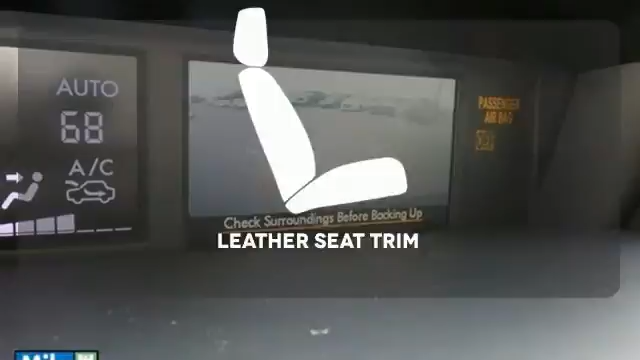 AUTO
68
A/C
PASSENGER
AIR BAG
Check Surroundings Before Backing Up
LEATHER SEAT TRIM